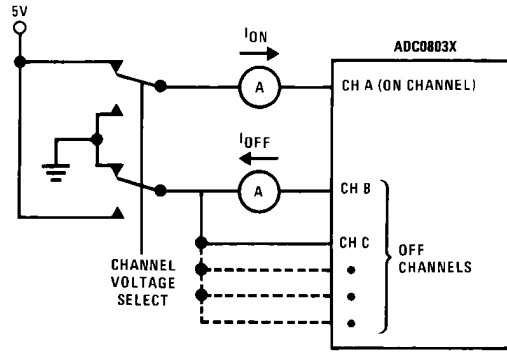 5V
ION
ADC0803X
A
CH A (ON CHANNEL)
IOFF
A
CH B
CH C
OFF
CHANNELS
CHANNEL
VOLTAGE
SELECT